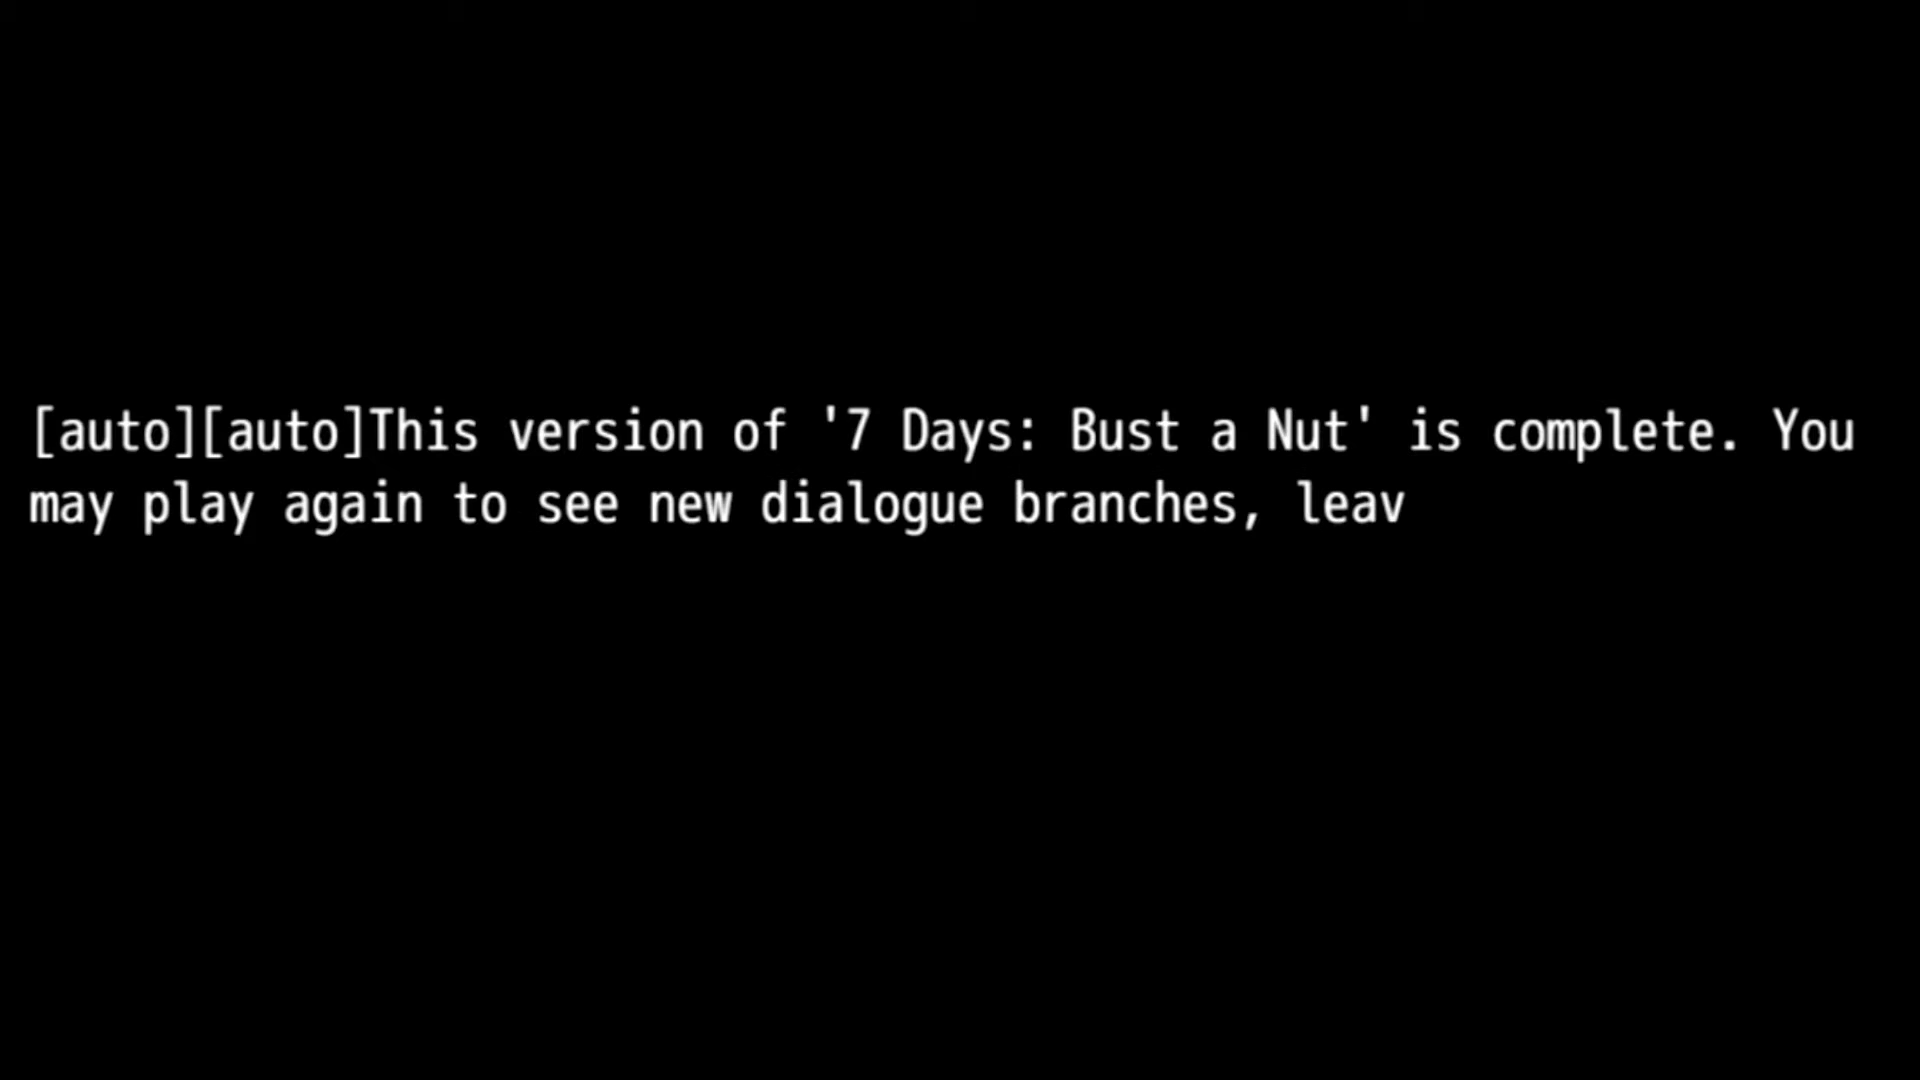 [auto][auto]This version of '7 Days: Bust a Nut' is complete. You
may play again to see new dialogue branches, leav